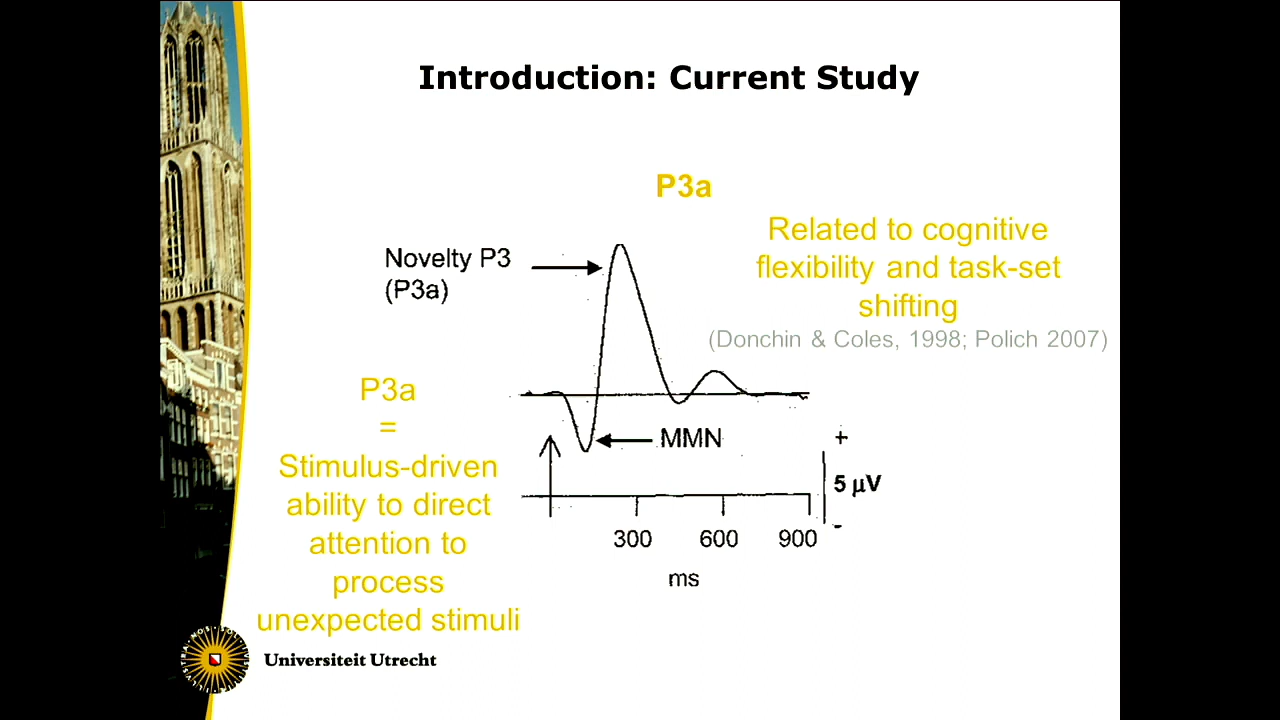 Introduction: Current Study
P3a
Related to cognitive
flexibility and task-set
shifting
(Donchin & Coles, 1998; Polich 2007)
Novelty P3
(P3a)
P3a
=
Stimulus-driven
ability to direct
attention to
process
unexpected stimuli
MMN
+
5 µV
-
300 600 900
ms
Universiteit Utrecht